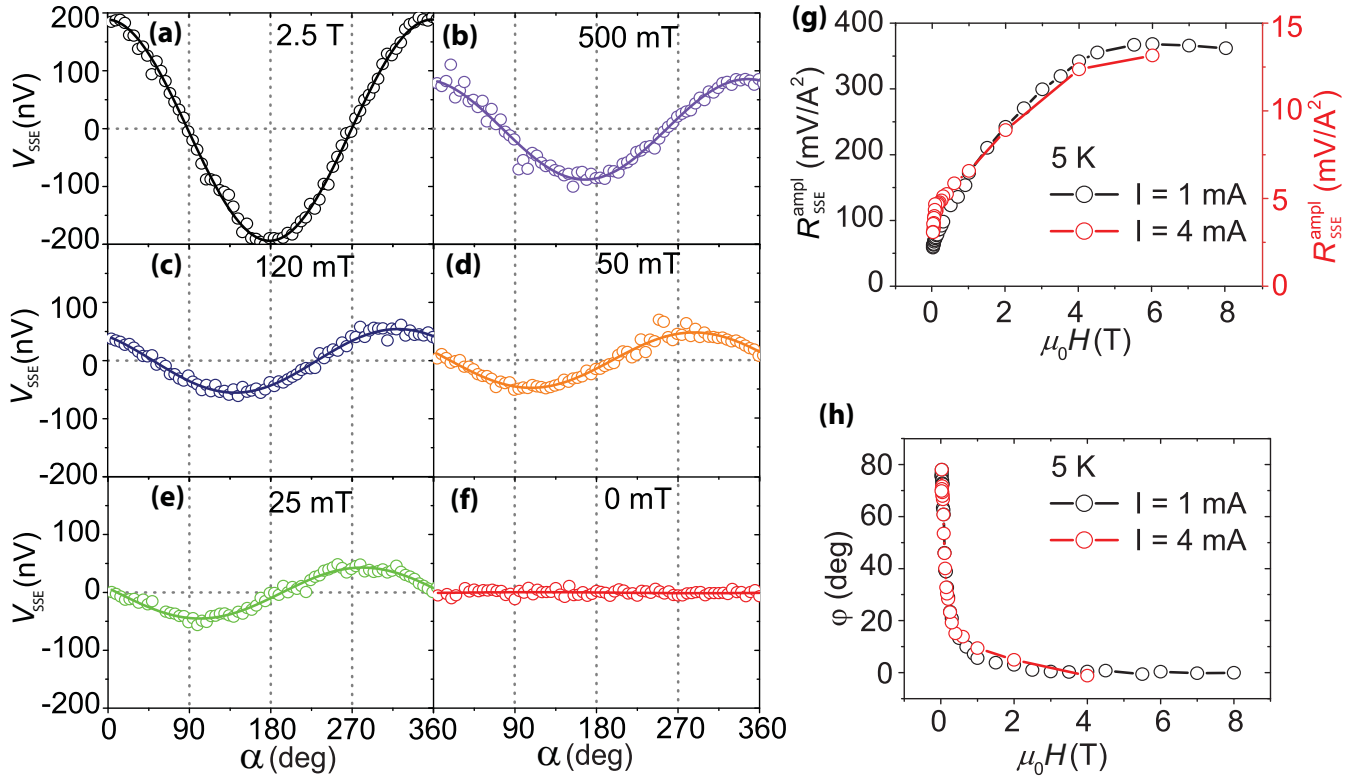 (a) 2.5 T
200
100
0
-100
-200
V_SSE (nV)
(b) 500 mT
(c) 120 mT
100
0
-100
-200
V_SSE (nV)
(d) 50 mT
(e) 25 mT
100
0
-100
-200
V_SSE (nV)
0 90 180 270 36
α (deg)
(f) 0 mT
90 180 270 360
α (deg)
(g)
400
300
200
100
0
R_SSE^ampl (mV/A²)
15
10
5
0
R_SSE^ampl (mV/A²)
5 K
I = 1 mA
I = 4 mA
0 2 4 6 8
μ₀H (T)
(h)
80
60
40
20
0
φ (deg)
5 K
I = 1 mA
I = 4 mA
0 2 4 6 8
μ₀H (T)